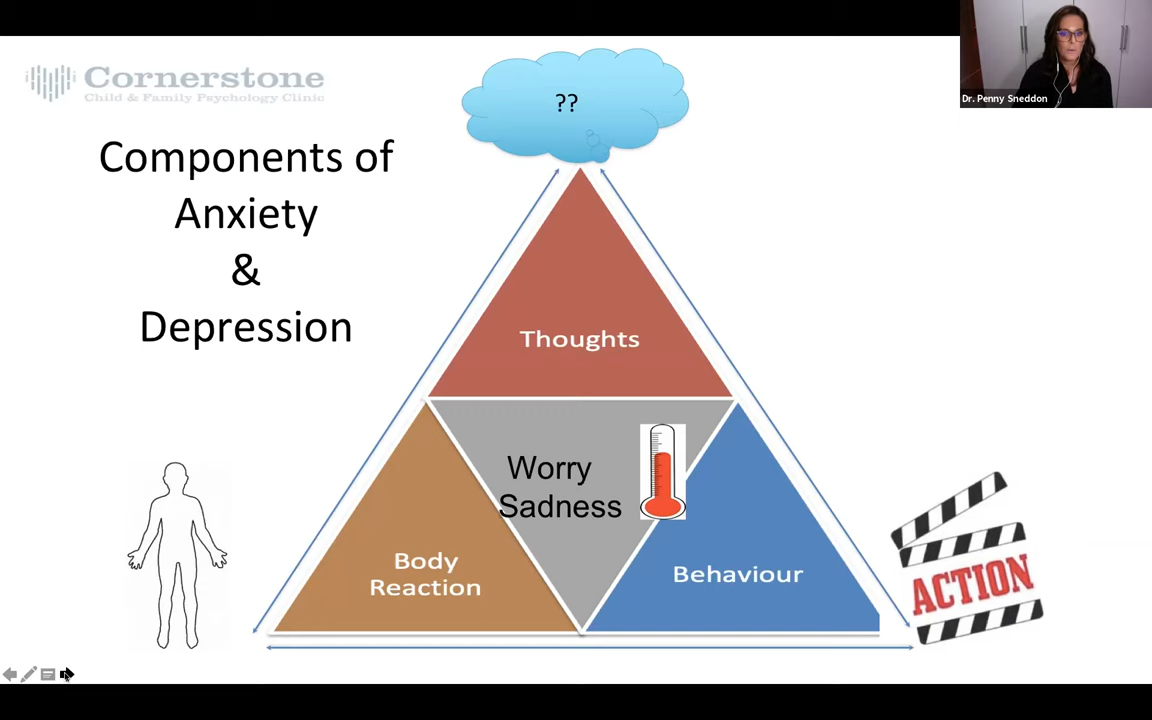 Cornerstone
Child & Family Psychology Clinic
??
Dr. Penny Sneddon
Components of
Anxiety
&
Depression
Thoughts
Worry
Sadness
Body
Reaction
Behaviour
ACTION